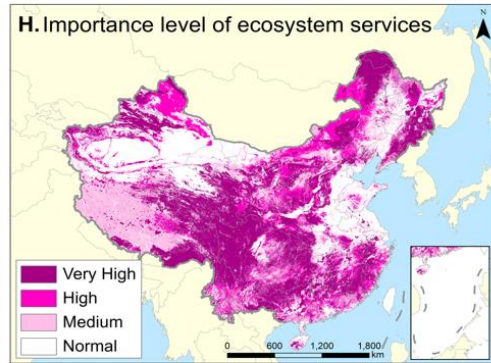 H. Importance level of ecosystem services
N
Very High
High
Medium
Normal
0 600 1,200 1,800
km